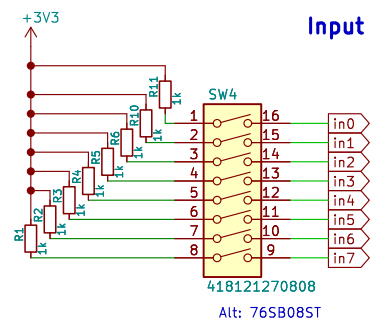 +3V3
Input
R11
1k
R10
1k
R6
1k
R5
1k
R4
1k
R3
1k
R2
1k
R1
1k
SW4
1 16 in0
2 15 in1
3 14 in2
4 13 in3
5 12 in4
6 11 in5
7 10 in6
8 9 in7
418121270808
Alt: 76SB08ST